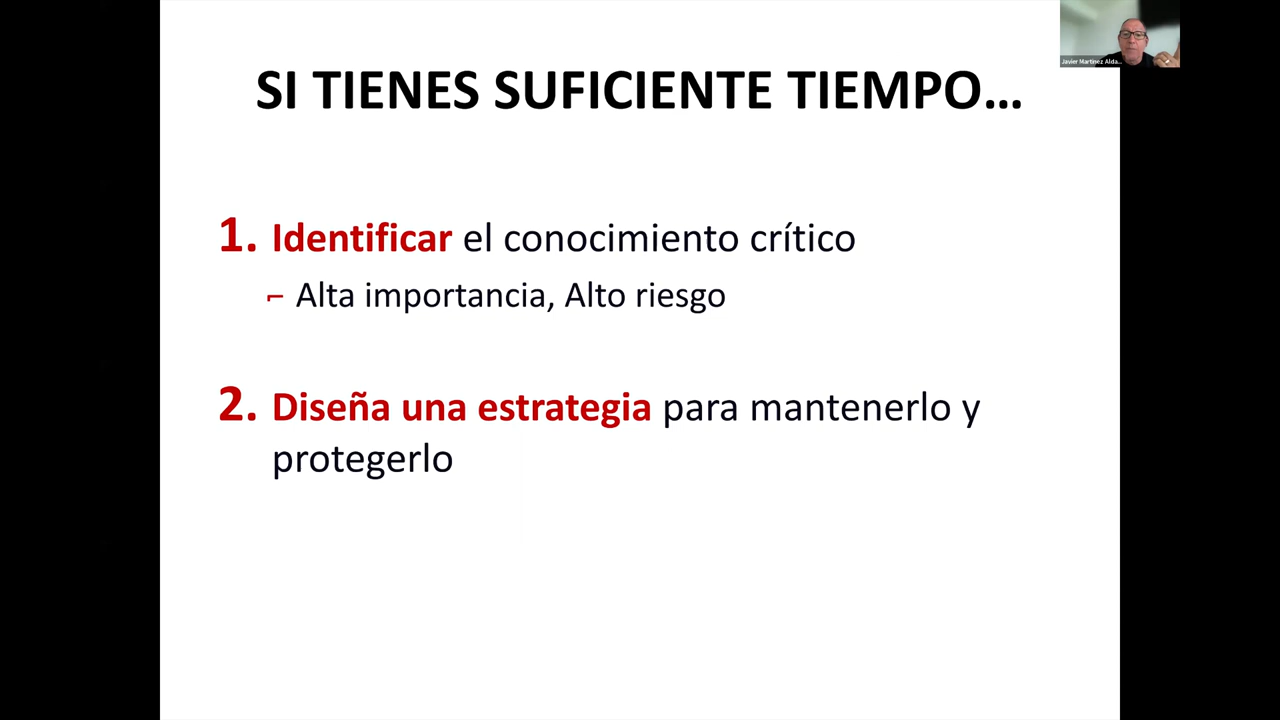 SI TIENES SUFICIENTE TIEMPO...
1. Identificar el conocimiento crítico
⌐ Alta importancia, Alto riesgo
2. Diseña una estrategia para mantenerlo y
protegerlo
Javier Martinez Alda...